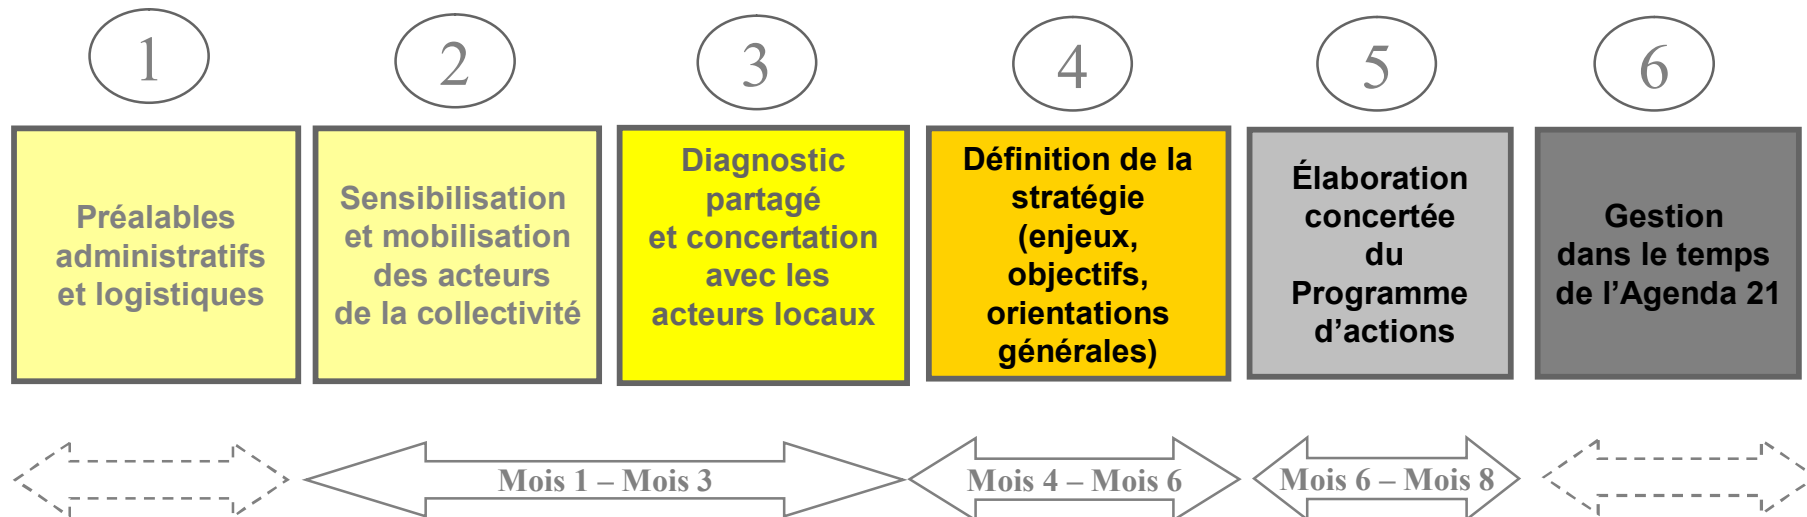 1
2
3
4
5
6
Préalables
administratifs
et logistiques
Sensibilisation
et mobilisation
des acteurs
de la collectivité
Diagnostic
partagé
et concertation
avec les
acteurs locaux
Définition de la
stratégie
(enjeux,
objectifs,
orientations
générales)
Élaboration
concertée
du
Programme
d’actions
Gestion
dans le temps
de l’Agenda 21
Mois 1 – Mois 3
Mois 4 – Mois 6
Mois 6 – Mois 8